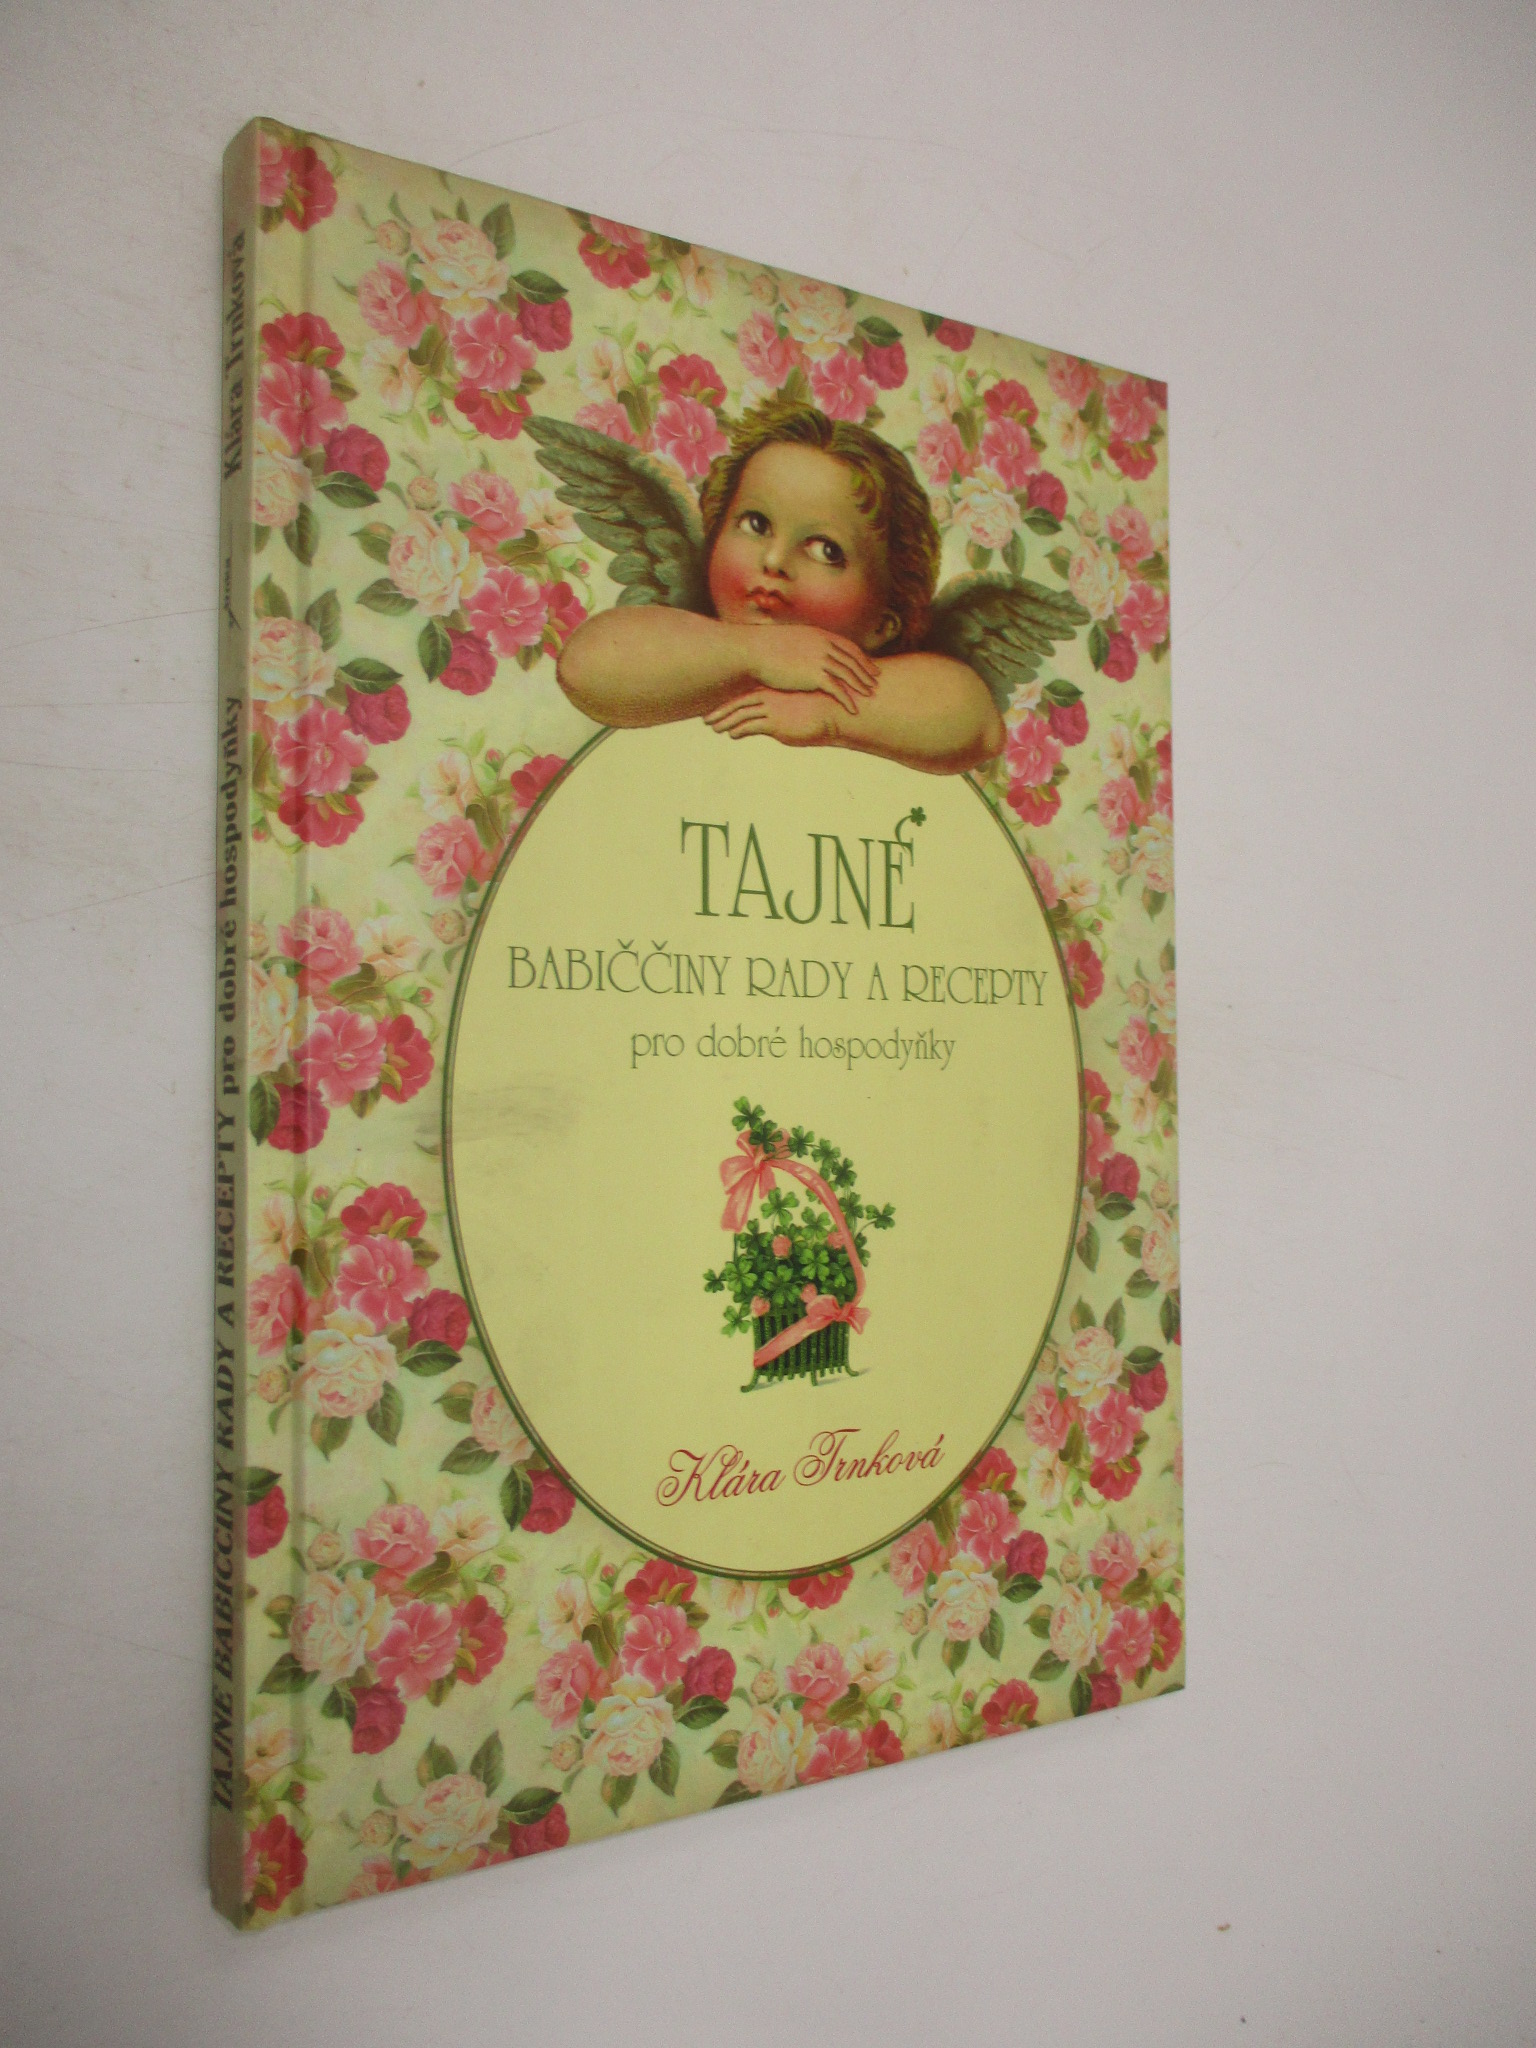 TAJNÉ
BABIČČINY RADY A RECEPTY
pro dobré hospodyňky
Klára Trnková
TAJNÉ BABIČČINY RADY A RECEPTY pro dobré hospodyňky
Klára Trnková